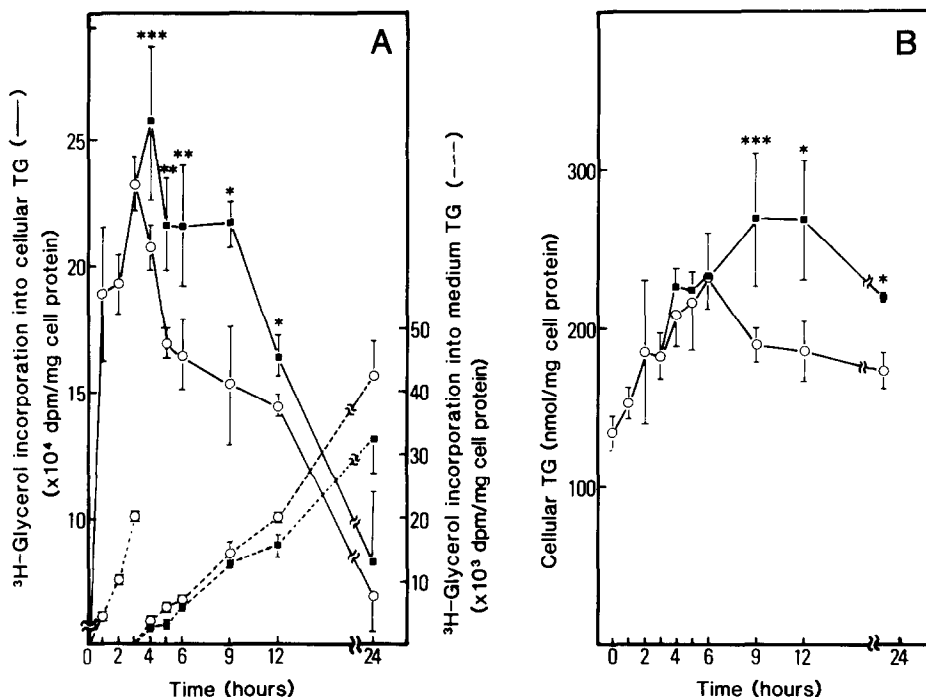 A
³H-Glycerol incorporation into cellular TG (——)
(x10⁴ dpm/mg cell protein)
25
20
15
10
***
**
**
*
*
³H-Glycerol incorporation into medium TG (---)
(x10³ dpm/mg cell protein)
50
40
30
20
10
0 2 4 6 9 12 24
Time (hours)
B
Cellular TG (nmol/mg cell protein)
300
200
100
***
*
*
0 2 4 6 9 12 24
Time (hours)